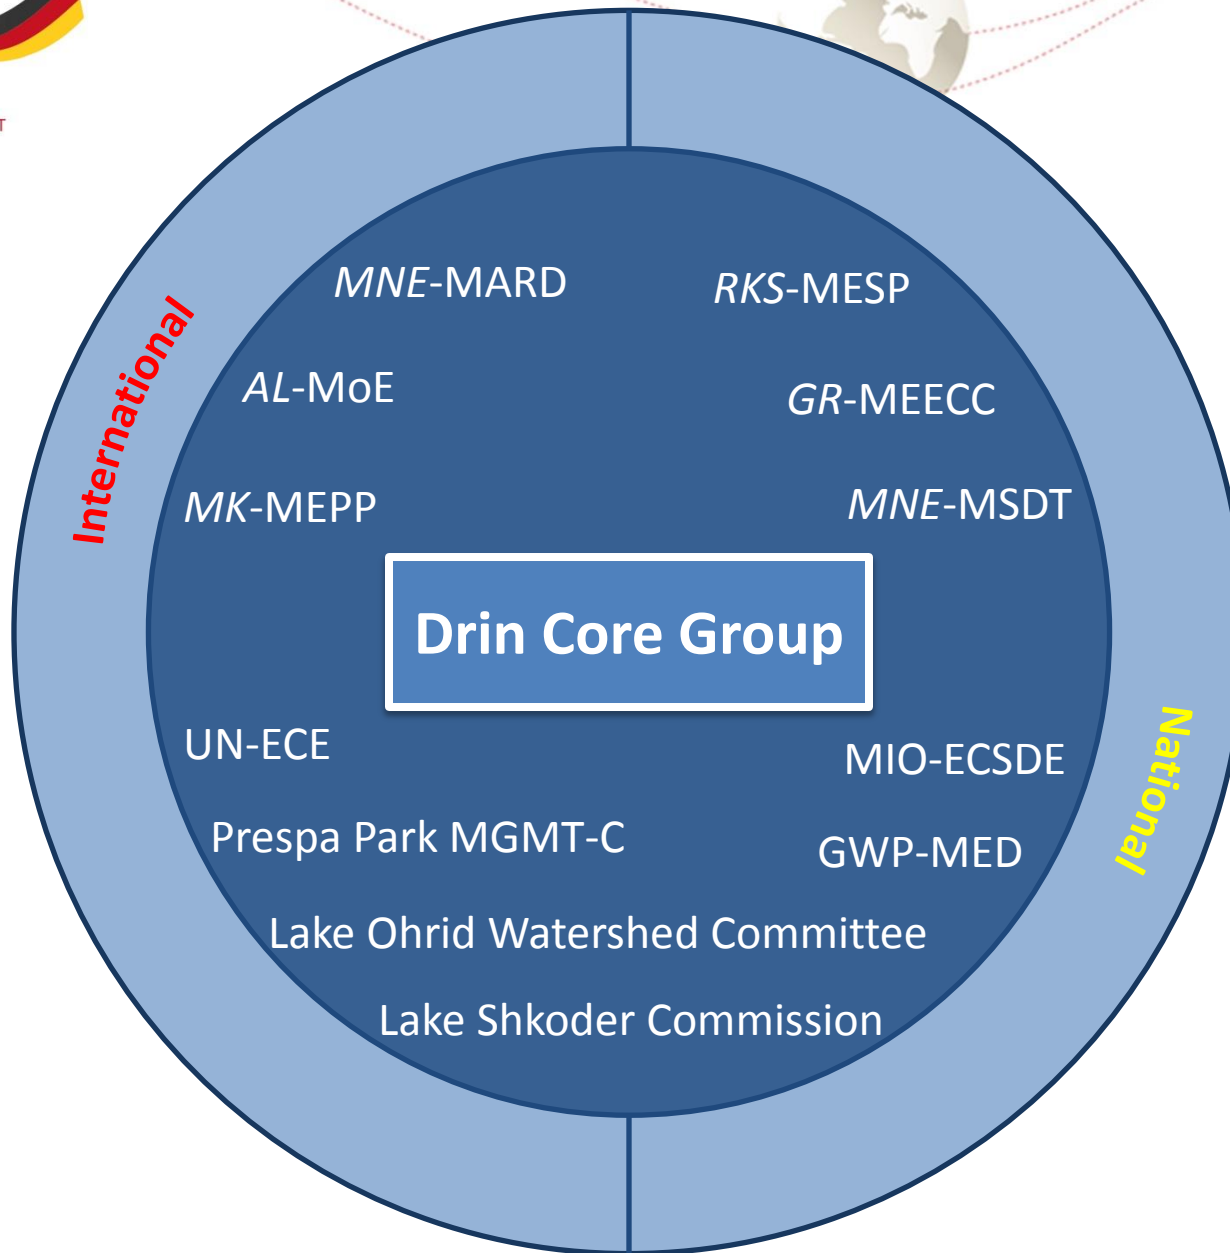 T
MNE-MARD
RKS-MESP
AL-MoE
GR-MEECC
MK-MEPP
MNE-MSDT
International
Drin Core Group
National
UN-ECE
MIO-ECSDE
Prespa Park MGMT-C
GWP-MED
Lake Ohrid Watershed Committee
Lake Shkoder Commission